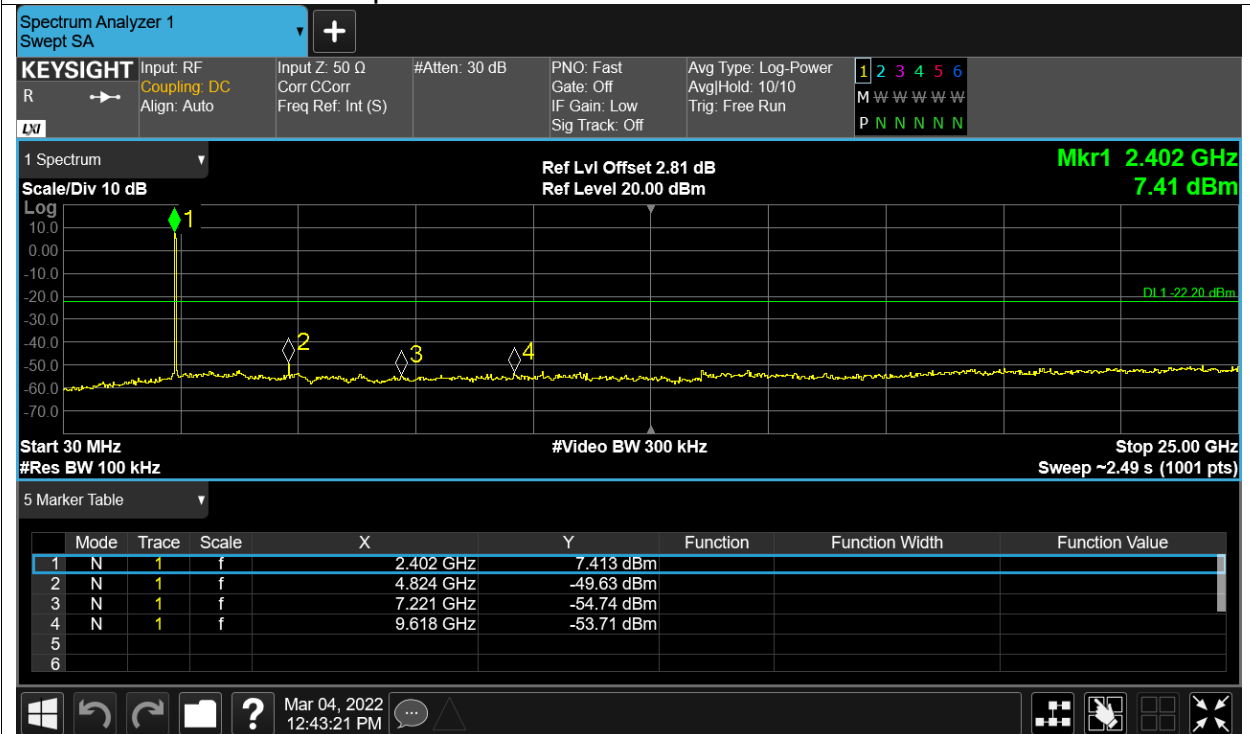 Spectrum Analyzer 1
Swept SA
+
KEYSIGHT
R
LXI
Input: RF
Coupling: DC
Align: Auto
Input Z: 50 Ω
Corr CCorr
Freq Ref: Int (S)
#Atten: 30 dB
PNO: Fast
Gate: Off
IF Gain: Low
Sig Track: Off
Avg Type: Log-Power
Avg|Hold: 10/10
Trig: Free Run
1 2 3 4 5 6
M W W W W W
P N N N N N
1 Spectrum
Scale/Div 10 dB
Ref Lvl Offset 2.81 dB
Ref Level 20.00 dBm
Mkr1 2.402 GHz
7.41 dBm
Log
10.0
0.00
-10.0
-20.0
-30.0
-40.0
-50.0
-60.0
-70.0
1
2
3
4
DL1 -22.20 dBm
Start 30 MHz
#Res BW 100 kHz
#Video BW 300 kHz
Stop 25.00 GHz
Sweep ~2.49 s (1001 pts)
5 Marker Table
Mode Trace Scale X Y Function Function Width Function Value
1 N 1 f 2.402 GHz 7.413 dBm
2 N 1 f 4.824 GHz -49.63 dBm
3 N 1 f 7.221 GHz -54.74 dBm
4 N 1 f 9.618 GHz -53.71 dBm
5
6
?
Mar 04, 2022
12:43:21 PM